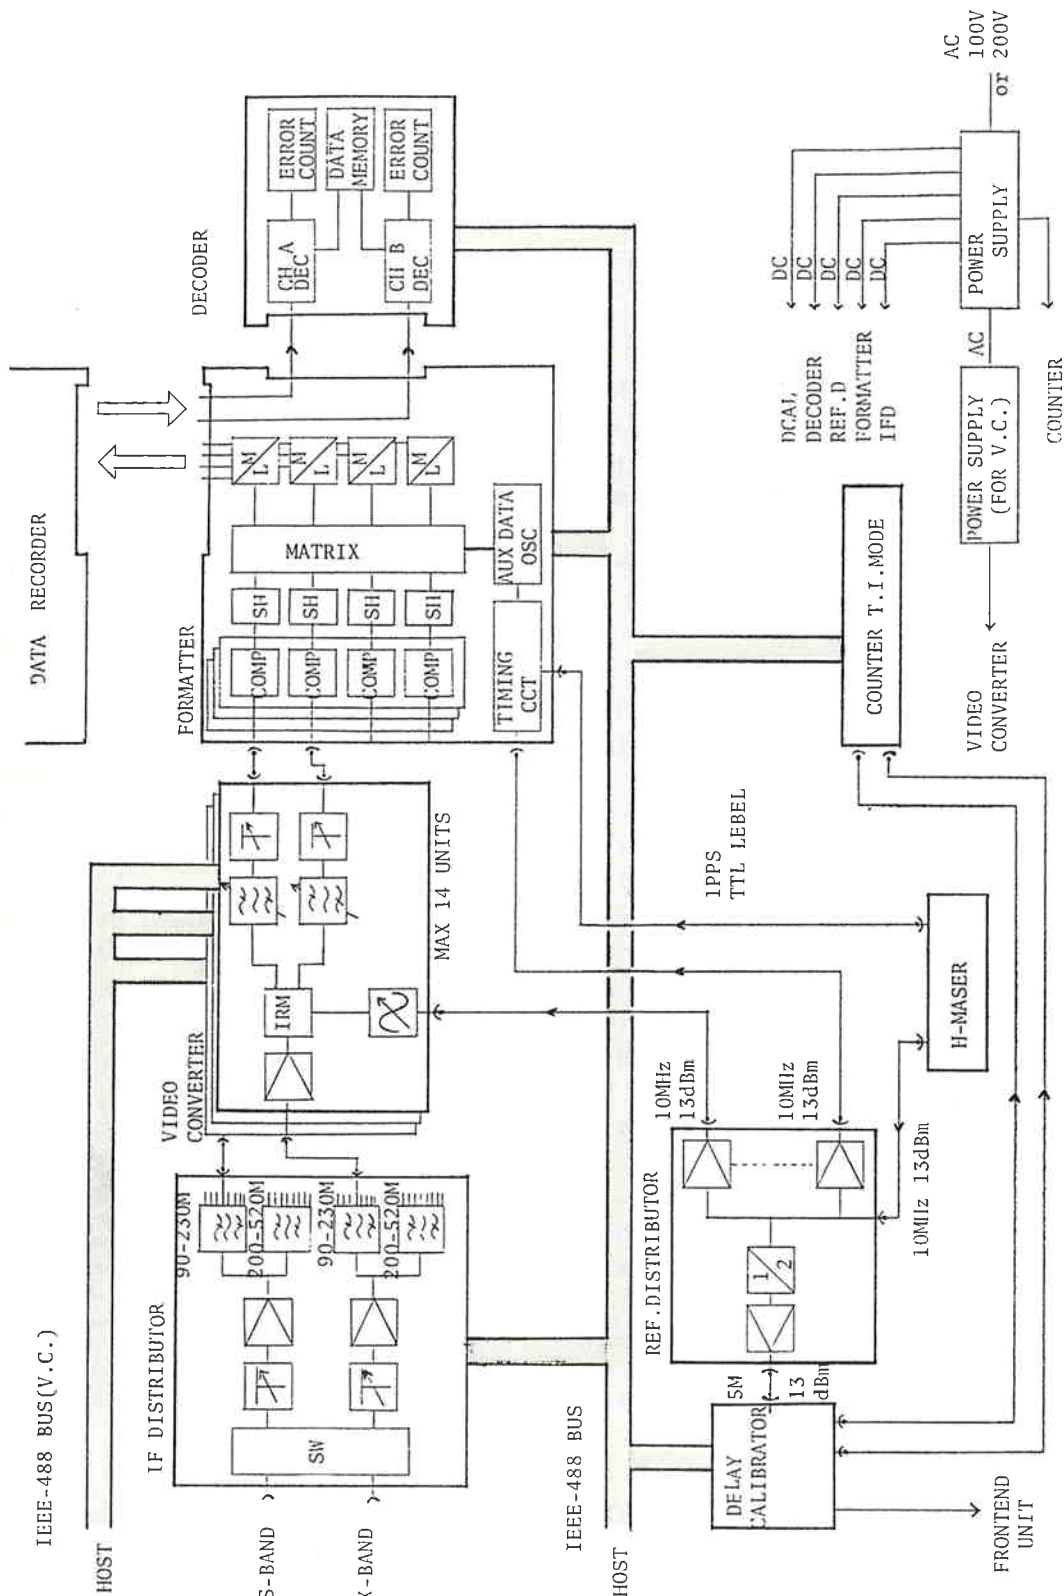 IEEE-488 BUS(V.C.)
HOST
DATA RECORDER
IF DISTRIBUTOR
S-BAND
X-BAND
SW
90-230M
200-520M
90-230M
200-520M
VIDEO
CONVERTER
IRM
MAX 14 UNITS
FORMATTER
COMP
COMP
COMP
COMP
SH
SH
SH
SH
MATRIX
M
L
M
L
M
L
M
L
TIMING
CCT
AUX DATA
OSC
DECODER
CH A
DEC
CH B
DEC
ERROR
COUNT
DATA
MEMORY
ERROR
COUNT
IEEE-488 BUS
HOST
DELAY
CALIBRATOR
FRONTEND
UNIT
5M
13
dBm
REF.DISTRIBUTOR
1
2
10MHz
13dBm
10MHz
13dBm
10MHz 13dBm
H-MASER
1PPS
TTL LEBEL
COUNTER T.I.MODE
DCAL
DECODER
REF.D
FORMATTER
IFD
DC
DC
DC
DC
DC
VIDEO
CONVERTER
POWER SUPPLY
(FOR V.C.)
AC
POWER
SUPPLY
COUNTER
AC
100V
or 200V